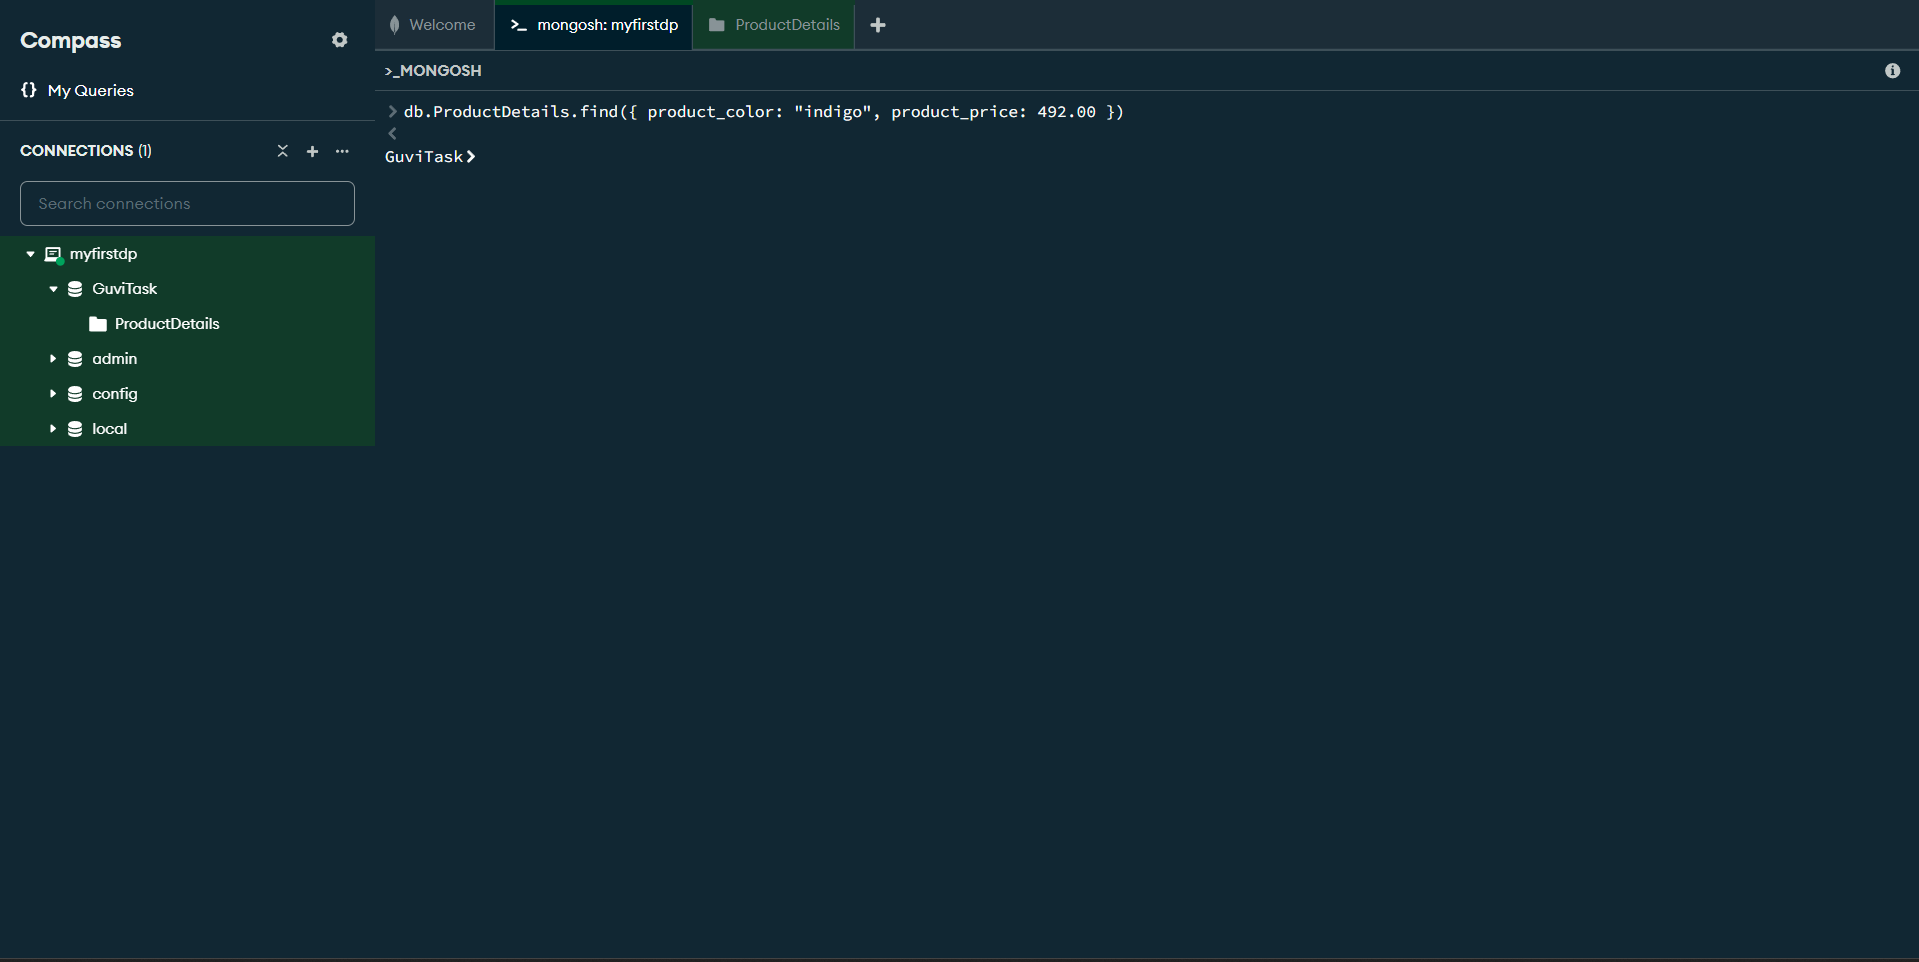 Compass
{} My Queries
CONNECTIONS (1)
Search connections
myfirstdp
GuviTask
ProductDetails
admin
config
local
Welcome
>_ mongosh: myfirstdp
ProductDetails
>_MONGOSH
> db.ProductDetails.find({ product_color: "indigo", product_price: 492.00 })
<
GuviTask>